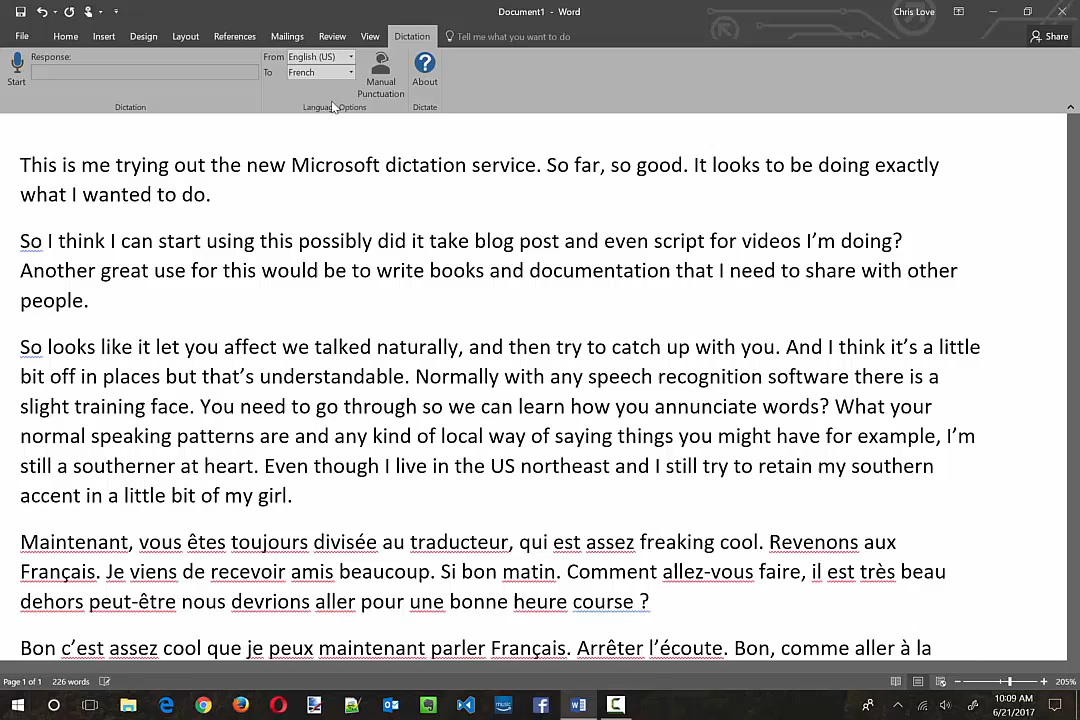 Document1 - Word
Chris Love
File Home Insert Design Layout References Mailings Review View Dictation Tell me what you want to do Share
Start
Response:
From English (US)
To French
Manual Punctuation
? About
Dictation Language Options Dictate
This is me trying out the new Microsoft dictation service. So far, so good. It looks to be doing exactly
what I wanted to do.
So I think I can start using this possibly did it take blog post and even script for videos I'm doing?
Another great use for this would be to write books and documentation that I need to share with other
people.
So looks like it let you affect we talked naturally, and then try to catch up with you. And I think it's a little
bit off in places but that's understandable. Normally with any speech recognition software there is a
slight training face. You need to go through so we can learn how you annunciate words? What your
normal speaking patterns are and any kind of local way of saying things you might have for example, I'm
still a southerner at heart. Even though I live in the US northeast and I still try to retain my southern
accent in a little bit of my girl.
Maintenant, vous êtes toujours divisée au traducteur, qui est assez freaking cool. Revenons aux
Français. Je viens de recevoir amis beaucoup. Si bon matin. Comment allez-vous faire, il est très beau
dehors peut-être nous devrions aller pour une bonne heure course ?
Bon c'est assez cool que je peux maintenant parler Français. Arrêter l'écoute. Bon, comme aller à la
Page 1 of 1 226 words 205%
10:09 AM
6/21/2017